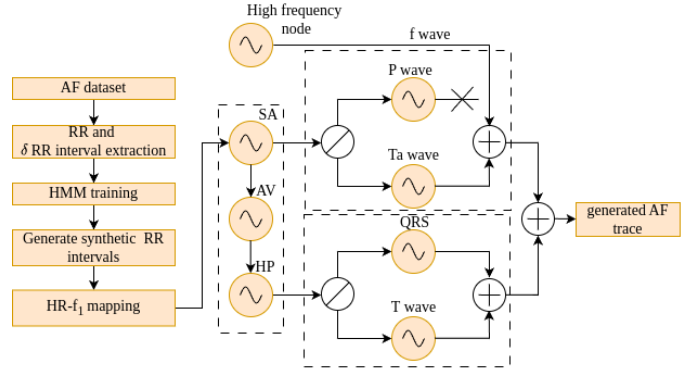 High frequency
node
f wave
AF dataset
RR and
δ RR interval extraction
HMM training
Generate synthetic RR
intervals
HR-f₁ mapping
SA
AV
HP
P wave
Ta wave
QRS
T wave
generated AF
trace